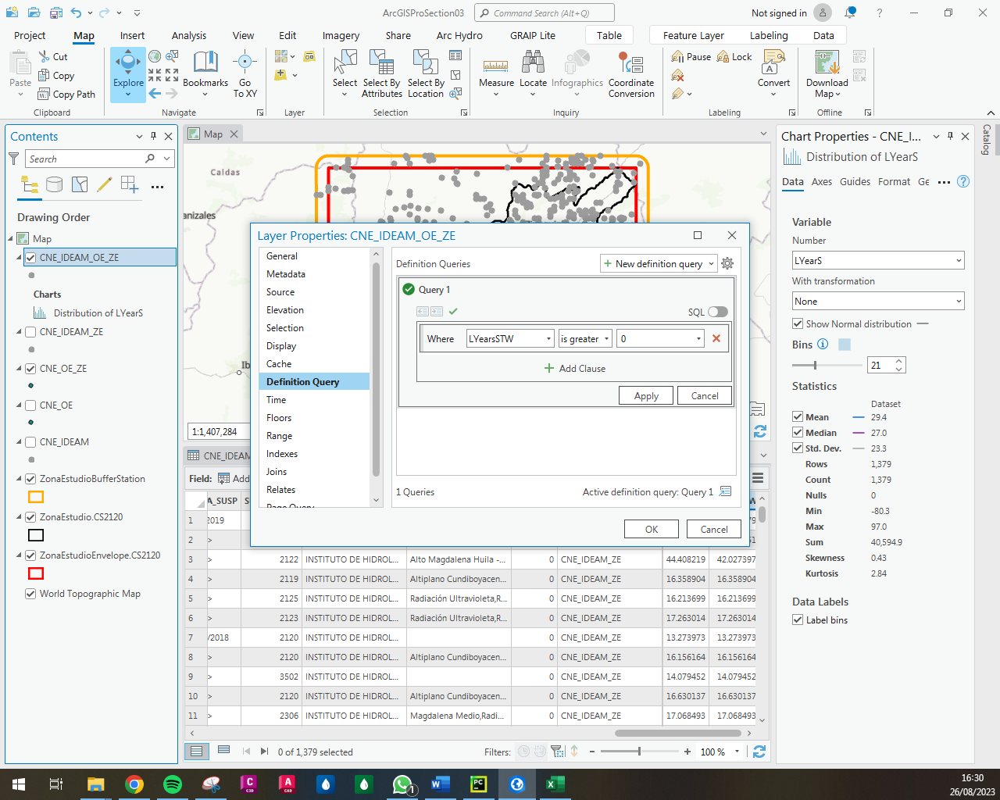 ArcGISProSection03
Command Search (Alt+Q)
Not signed in
?
Project
Map
Insert
Analysis
View
Edit
Imagery
Share
Arc Hydro
GRAIP Lite
Table
Feature Layer
Labeling
Data
Paste
Cut
Copy
Copy Path
Clipboard
Explore
Bookmarks
Go
To XY
Navigate
Layer
Select
Select By
Attributes
Select By
Location
Selection
Measure
Locate
Infographics
Coordinate
Conversion
Inquiry
Pause
Lock
Convert
Labeling
Download
Map
Offline
Contents
Search
Drawing Order
Map
CNE_IDEAM_OE_ZE
Charts
Distribution of LYearS
CNE_IDEAM_ZE
CNE_OE_ZE
CNE_OE
CNE_IDEAM
ZonaEstudioBufferStation
ZonaEstudio.CS2120
ZonaEstudioEnvelope.CS2120
World Topographic Map
Map
Caldas
anizales
Ib
1:1,407,284
Layer Properties: CNE_IDEAM_OE_ZE
General
Metadata
Source
Elevation
Selection
Display
Cache
Definition Query
Time
Floors
Range
Indexes
Joins
Relates
Page Query
Definition Queries
New definition query
Query 1
SQL
Where
LYearsSTW
is greater
0
Add Clause
Apply
Cancel
1 Queries
Active definition query: Query 1
OK
Cancel
CNE_IDEAM
Field:
Add
A_SUSP
S
W
1
2019
79
2
>
51
3 > 2122 INSTITUTO DE HIDROL... Alto Magdalena Huila -... 0 CNE_IDEAM_ZE 44.408219 42.027397
4 > 2119 INSTITUTO DE HIDROL... Altiplano Cundiboyacen... 0 CNE_IDEAM_ZE 16.358904 16.358904
5 > 2125 INSTITUTO DE HIDROL... Radiación Ultravioleta,R... 0 CNE_IDEAM_ZE 16.213699 16.213699
6 > 2123 INSTITUTO DE HIDROL... Radiación Ultravioleta,R... 0 CNE_IDEAM_ZE 17.263014 17.263014
7 /2018 2120 INSTITUTO DE HIDROL... 0 CNE_IDEAM_ZE 13.273973 13.273973
8 > 2120 INSTITUTO DE HIDROL... Altiplano Cundiboyacen... 0 CNE_IDEAM_ZE 16.156164 16.156164
9 > 3502 INSTITUTO DE HIDROL... 0 CNE_IDEAM_ZE 14.079452 14.079452
10 > 2120 INSTITUTO DE HIDROL... Altiplano Cundiboyacen... 0 CNE_IDEAM_ZE 16.630137 16.630137
11 > 2306 INSTITUTO DE HIDROL... Magdalena Medio,Radi... 0 CNE_IDEAM_ZE 17.068493 17.068493
0 of 1,379 selected
Filters:
100 %
Chart Properties - CNE_I...
Distribution of LYearS
Data
Axes
Guides
Format
Ge
...
?
Variable
Number
LYearS
With transformation
None
Show Normal distribution
Bins
21
Statistics
Dataset
Mean 29.4
Median 27.0
Std. Dev. 23.3
Rows 1,379
Count 1,379
Nulls 0
Min -80.3
Max 97.0
Sum 40,594.9
Skewness 0.43
Kurtosis 2.84
Data Labels
Label bins
Catalog
16:30
26/08/2023